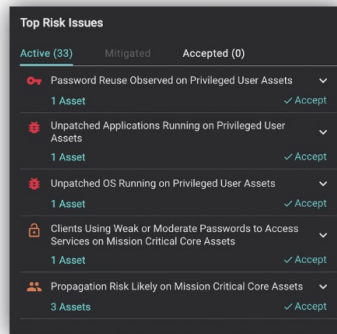 Top Risk Issues
Active (33) Mitigated Accepted (0)
Password Reuse Observed on Privileged User Assets
1 Asset Accept
Unpatched Applications Running on Privileged User
Assets
1 Asset Accept
Unpatched OS Running on Privileged User Assets
1 Asset Accept
Clients Using Weak or Moderate Passwords to Access
Services on Mission Critical Core Assets
1 Asset Accept
Propagation Risk Likely on Mission Critical Core Assets
3 Assets Accept